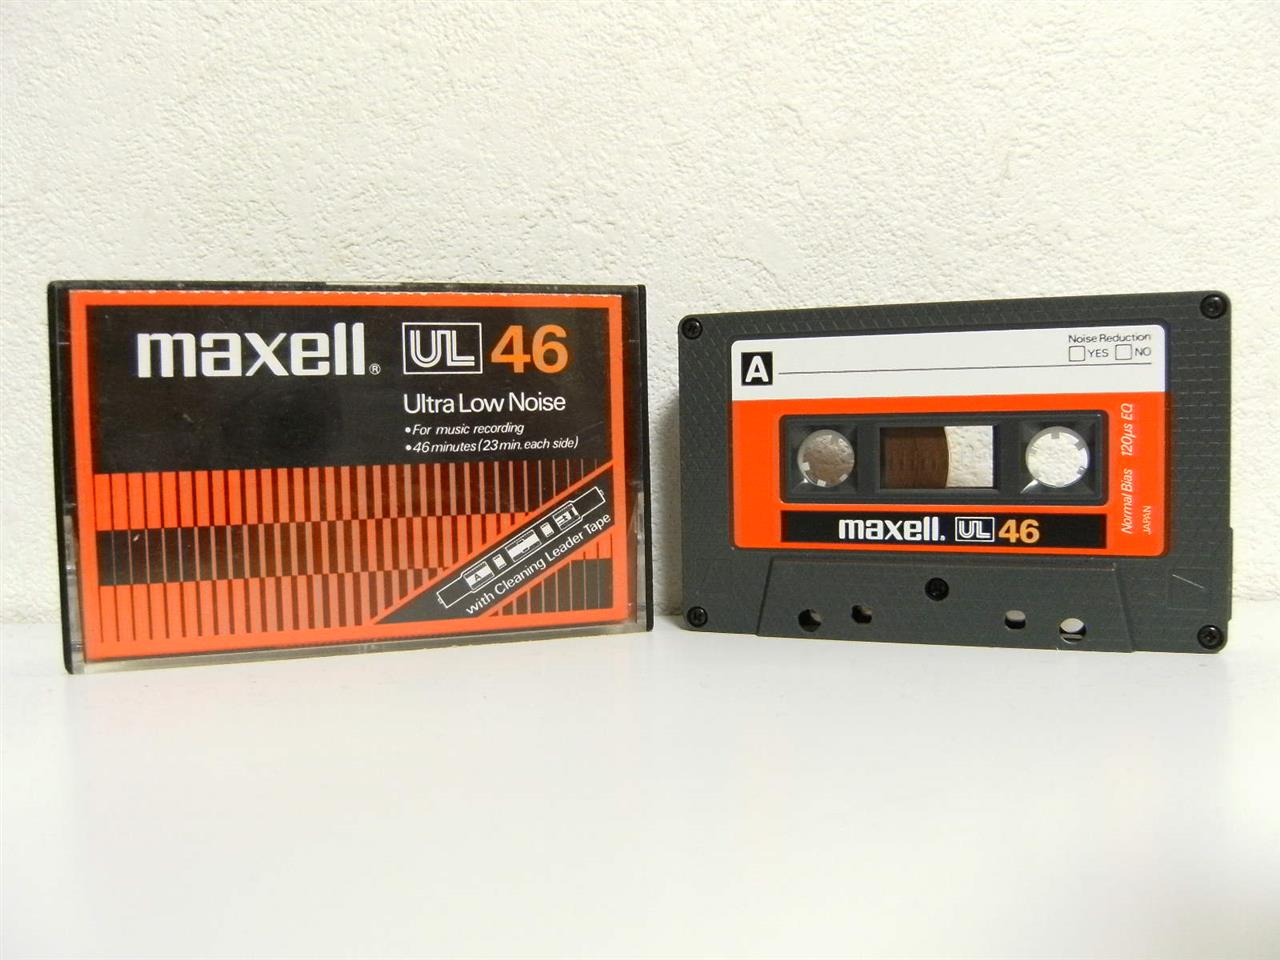 maxell® UL 46
Ultra Low Noise
• For music recording
• 46 minutes (23 min. each side)
with Cleaning Leader Tape
A
Noise Reduction
YES NO
Normal Bias 120µs EQ
JAPAN
maxell. UL 46